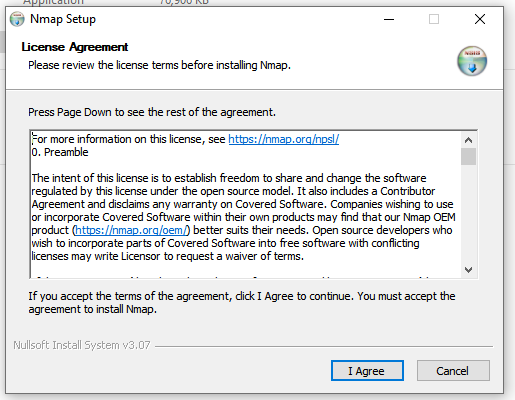 Application
70,900 KB
Nmap Setup
License Agreement
Please review the license terms before installing Nmap.
Press Page Down to see the rest of the agreement.
For more information on this license, see https://nmap.org/npsl/
0. Preamble
The intent of this license is to establish freedom to share and change the software
regulated by this license under the open source model. It also includes a Contributor
Agreement and disclaims any warranty on Covered Software. Companies wishing to use
or incorporate Covered Software within their own products may find that our Nmap OEM
product (https://nmap.org/oem/) better suits their needs. Open source developers who
wish to incorporate parts of Covered Software into free software with conflicting
licenses may write Licensor to request a waiver of terms.
If you accept the terms of the agreement, click I Agree to continue. You must accept the
agreement to install Nmap.
Nullsoft Install System v3.07
I Agree
Cancel